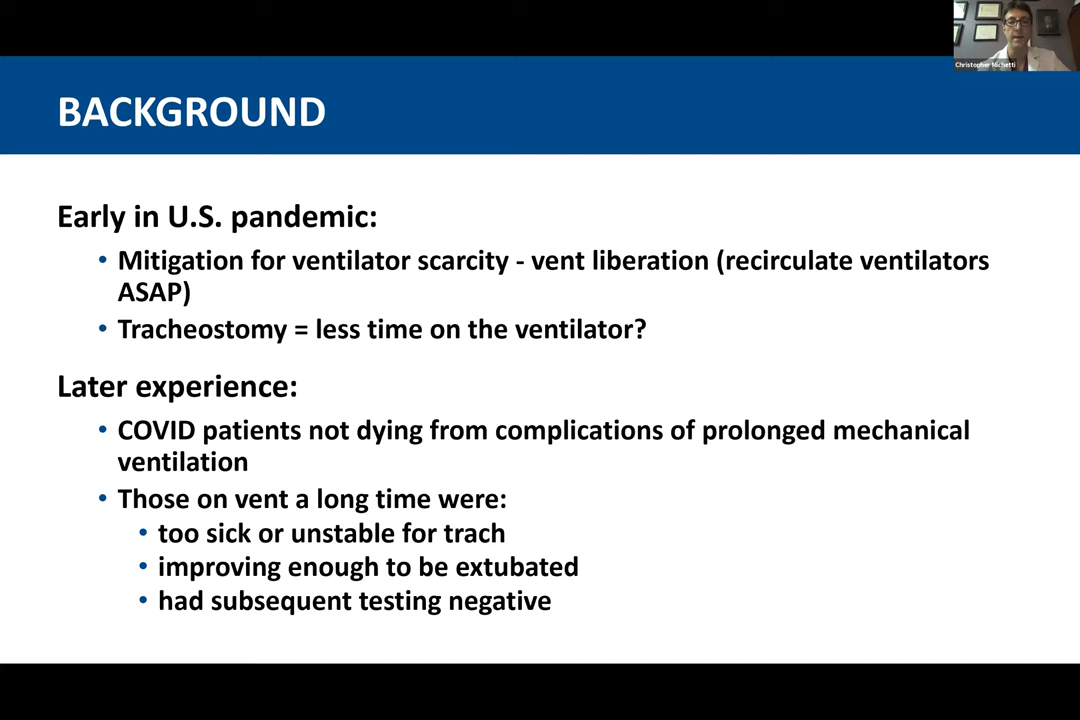 Christopher Michetti
BACKGROUND
Early in U.S. pandemic:
• Mitigation for ventilator scarcity - vent liberation (recirculate ventilators
ASAP)
• Tracheostomy = less time on the ventilator?
Later experience:
• COVID patients not dying from complications of prolonged mechanical
ventilation
• Those on vent a long time were:
• too sick or unstable for trach
• improving enough to be extubated
• had subsequent testing negative